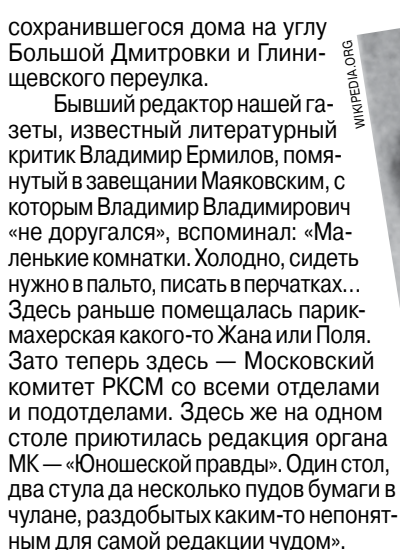 сохранившегося дома на углу
Большой Дмитровки и Глини-
щевского переулка.
Бывший редактор нашей га-
зеты, известный литературный
критик Владимир Ермилов, помя-
нутый в завещании Маяковским, с
которым Владимир Владимирович
«не доругался», вспоминал: «Ма-
ленькие комнатки. Холодно, сидеть
нужно в пальто, писать в перчатках…
Здесь раньше помещалась парик-
махерская какого-то Жана или Поля.
Зато теперь здесь — Московский
комитет РКСМ со всеми отделами
и подотделами. Здесь же на одном
столе приютилась редакция органа
МК — «Юношеской правды». Один стол,
два стула да несколько пудов бумаги в
чулане, раздобытых каким-то непонят-
ным для самой редакции чудом».
WIKIPEDIA.ORG